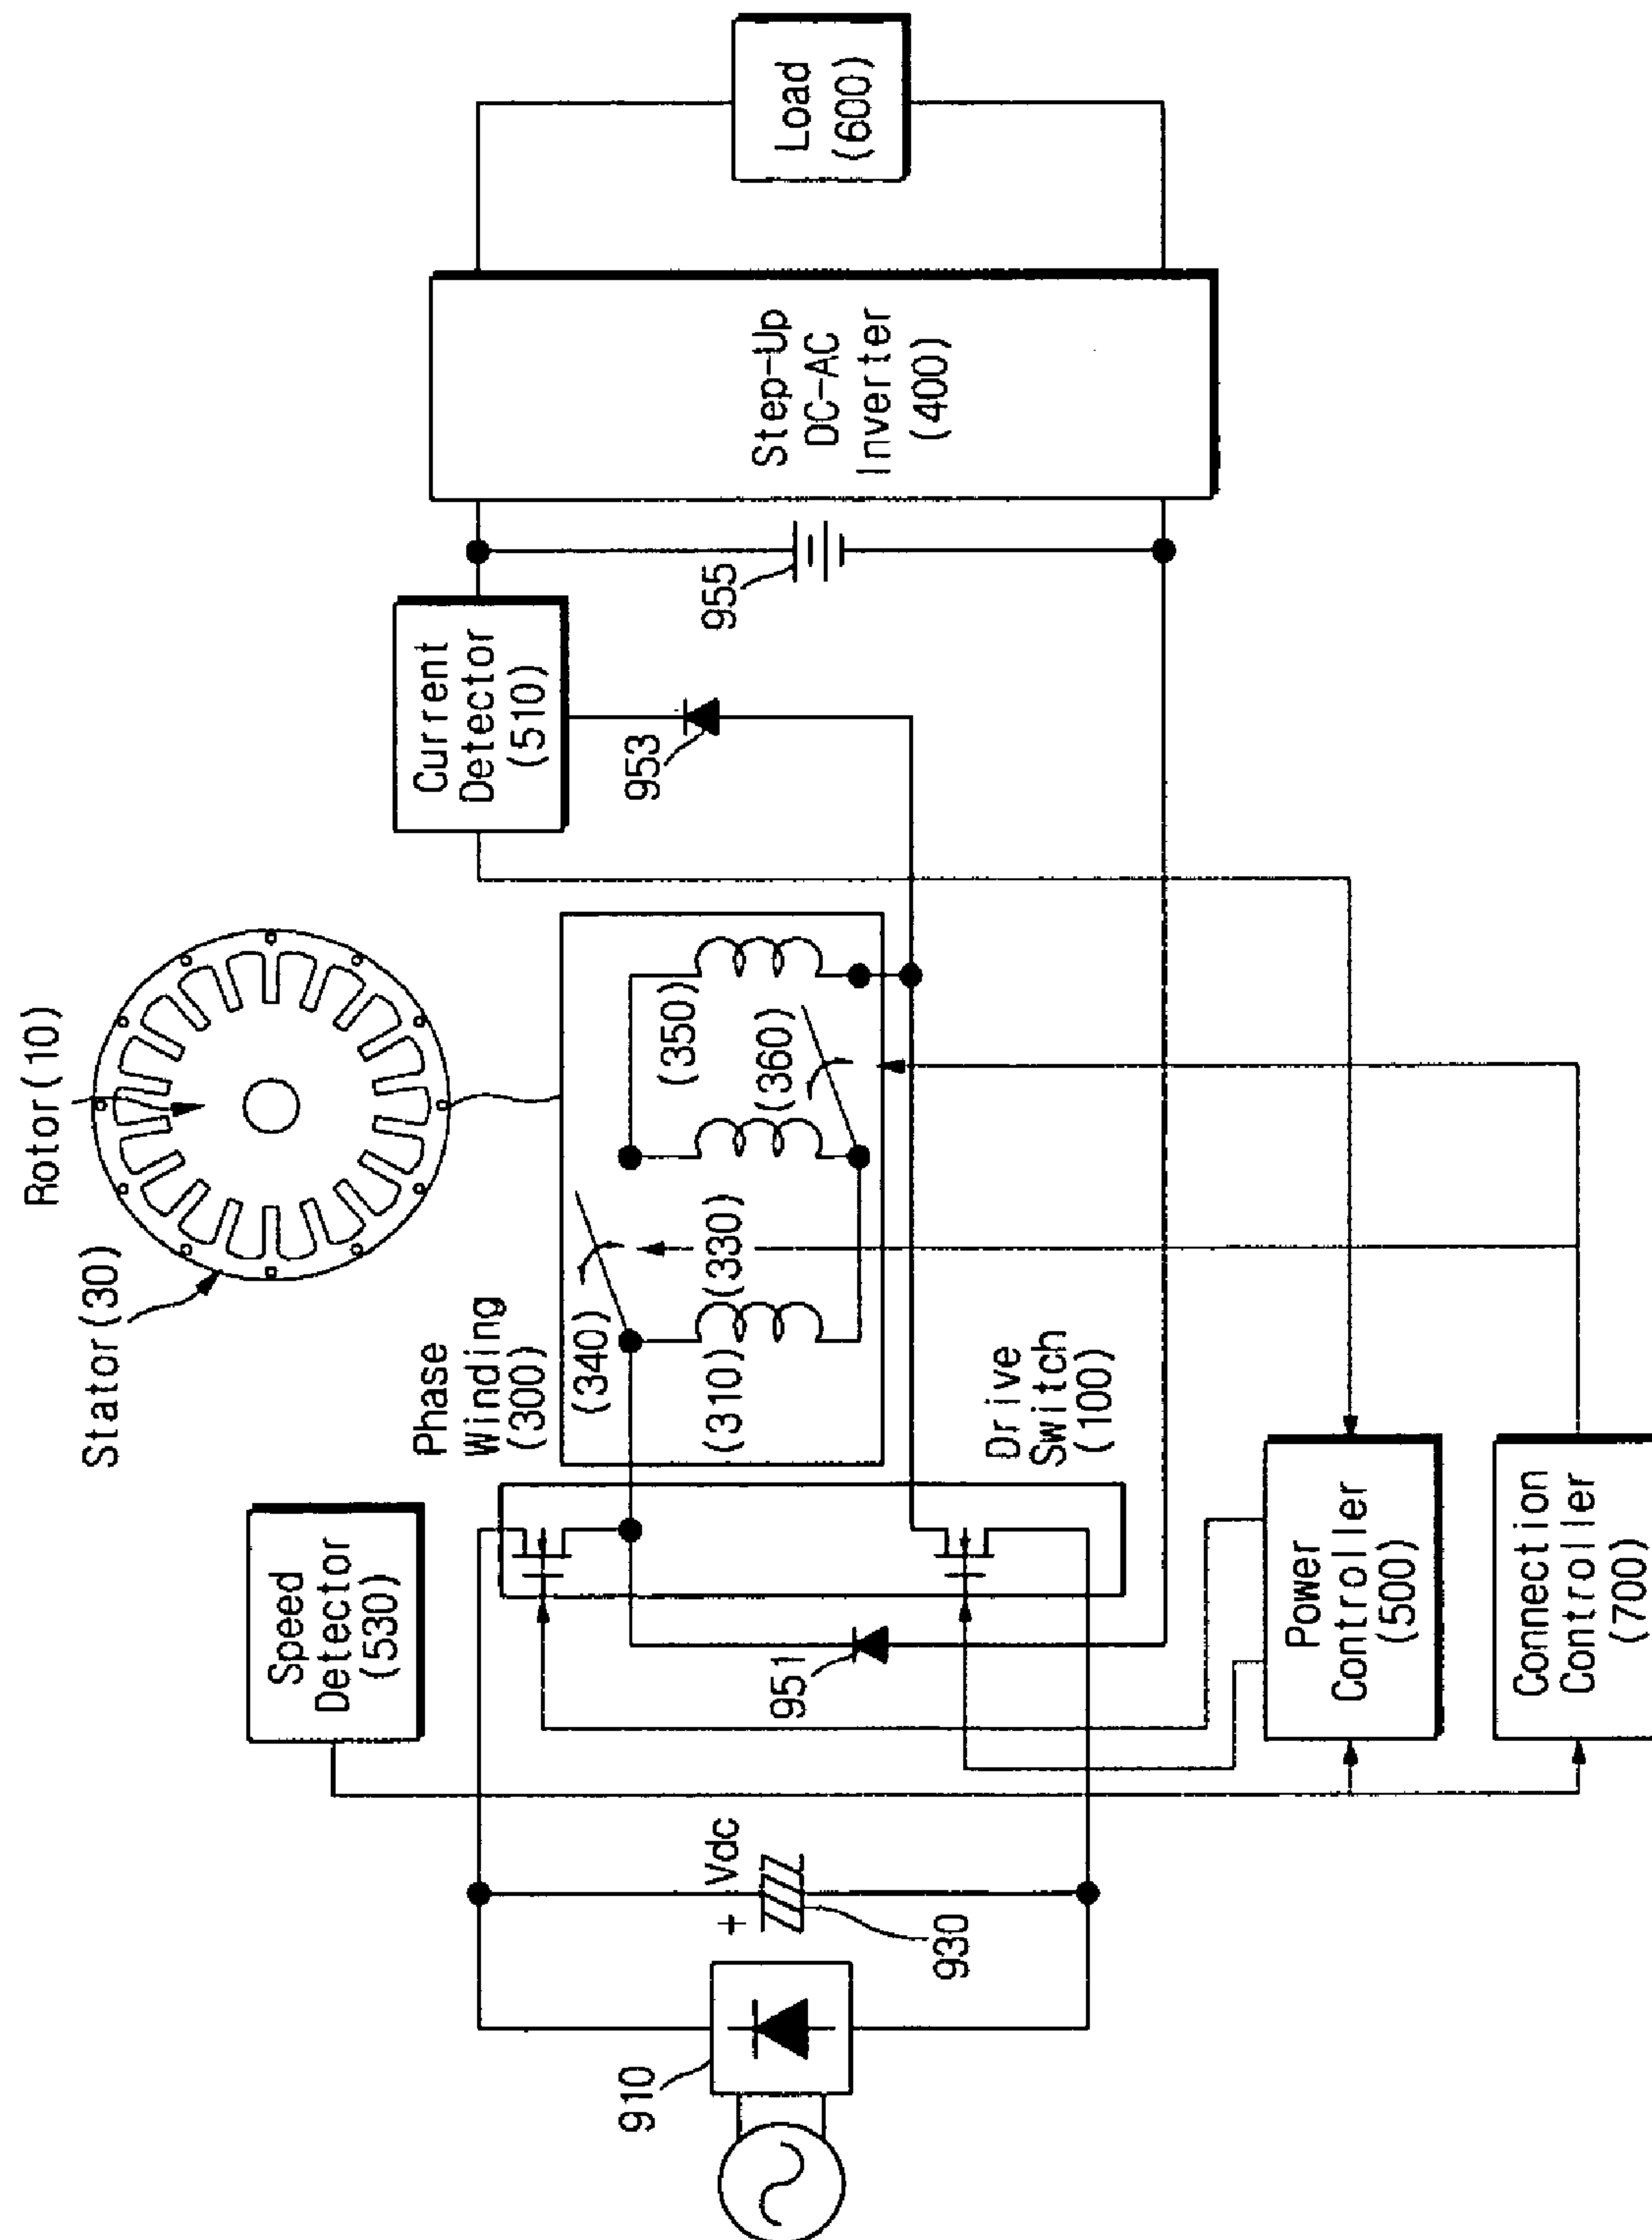 Rotor(10)
Stator(30)
Speed
Detector
(530)
Phase
Winding
(300)
(340)
(310)
(330)
(350)
(360)
Current
Detector
(510)
953
955
Step-Up
DC-AC
Inverter
(400)
Load
(600)
910
+ Vdc
930
951
Drive
Switch
(100)
Power
Controller
(500)
Connection
Controller
(700)